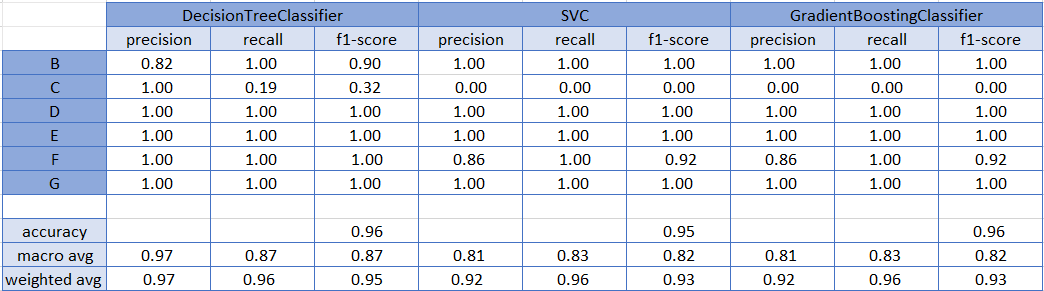 DecisionTreeClassifier SVC GradientBoostingClassifier
precision recall f1-score precision recall f1-score precision recall f1-score
B 0.82 1.00 0.90 1.00 1.00 1.00 1.00 1.00 1.00
C 1.00 0.19 0.32 0.00 0.00 0.00 0.00 0.00 0.00
D 1.00 1.00 1.00 1.00 1.00 1.00 1.00 1.00 1.00
E 1.00 1.00 1.00 1.00 1.00 1.00 1.00 1.00 1.00
F 1.00 1.00 1.00 0.86 1.00 0.92 0.86 1.00 0.92
G 1.00 1.00 1.00 1.00 1.00 1.00 1.00 1.00 1.00
accuracy 0.96 0.95 0.96
macro avg 0.97 0.87 0.87 0.81 0.83 0.82 0.81 0.83 0.82
weighted avg 0.97 0.96 0.95 0.92 0.96 0.93 0.92 0.96 0.93